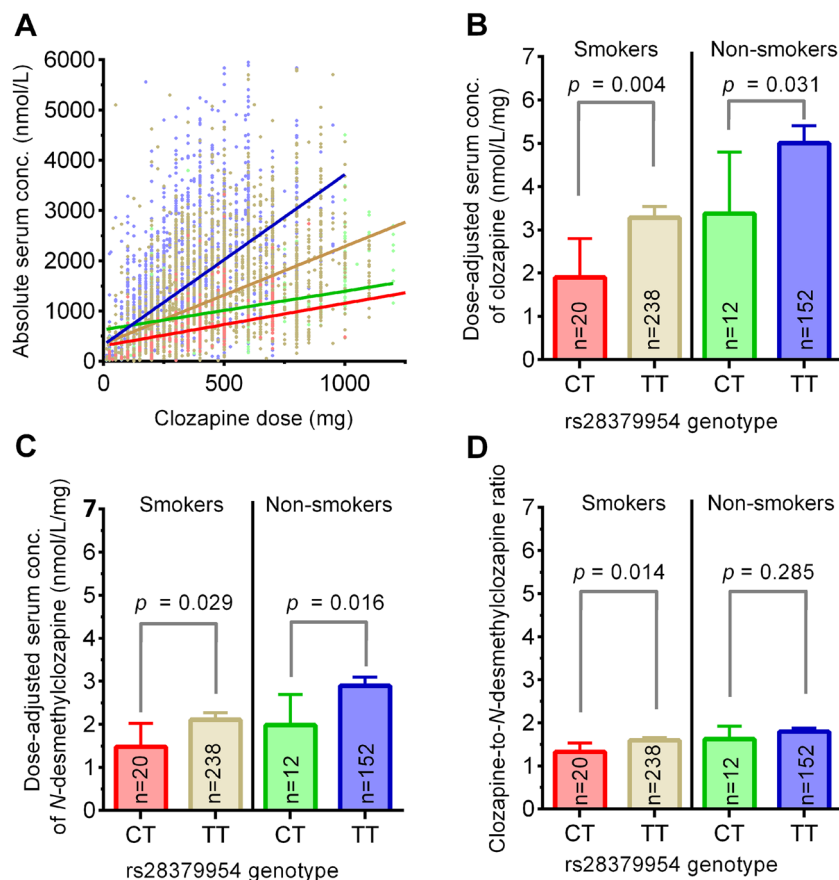 A
Absolute serum conc. (nmol/L)
6000
5000
4000
3000
2000
1000
0
0
500
1000
Clozapine dose (mg)
B
Dose-adjusted serum conc.
of clozapine (nmol/L/mg)
7
6
5
4
3
2
1
0
Smokers
Non-smokers
p = 0.004
p = 0.031
n=20
n=238
n=12
n=152
CT
TT
CT
TT
rs28379954 genotype
C
Dose-adjusted serum conc.
of N-desmethylclozapine (nmol/L/mg)
7
6
5
4
3
2
1
0
Smokers
Non-smokers
p = 0.029
p = 0.016
n=20
n=238
n=12
n=152
CT
TT
CT
TT
rs28379954 genotype
D
Clozapine-to-N-desmethylclozapine ratio
7
6
5
4
3
2
1
0
Smokers
Non-smokers
p = 0.014
p = 0.285
n=20
n=238
n=12
n=152
CT
TT
CT
TT
rs28379954 genotype